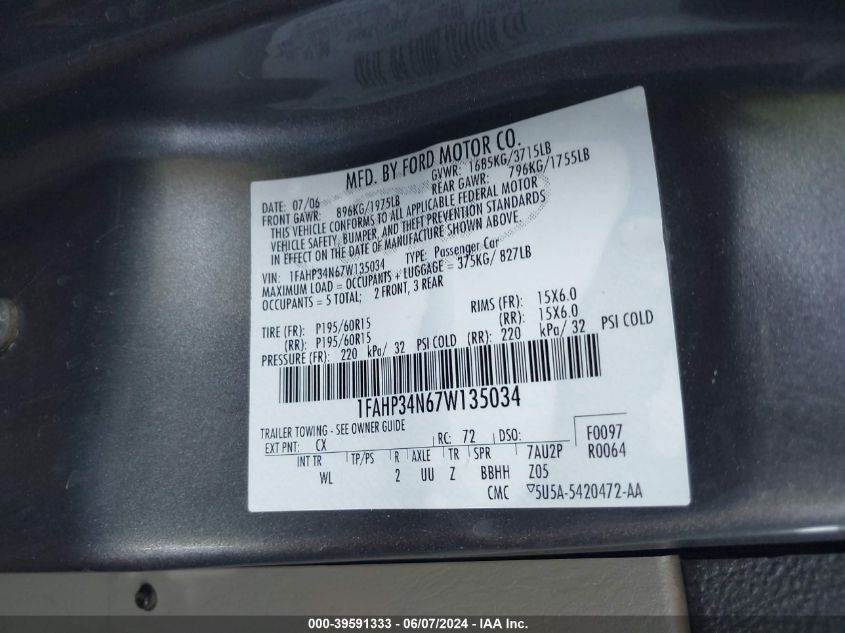 MFD. BY FORD MOTOR CO.
DATE: 07/06 GVWR: 1685KG/3715LB
FRONT GAWR: 896KG/1975LB REAR GAWR: 796KG/1755LB
THIS VEHICLE CONFORMS TO ALL APPLICABLE FEDERAL MOTOR
VEHICLE SAFETY, BUMPER, AND THEFT PREVENTION STANDARDS
IN EFFECT ON THE DATE OF MANUFACTURE SHOWN ABOVE.
VIN: 1FAHP34N67W135034 TYPE: Passenger Car
MAXIMUM LOAD = OCCUPANTS + LUGGAGE = 375KG/ 827LB
OCCUPANTS = 5 TOTAL; 2 FRONT, 3 REAR
TIRE (FR): P195/60R15 RIMS (FR): 15X6.0
(RR): P195/60R15 (RR): 15X6.0
PRESSURE (FR): 220 kPa/ 32 PSI COLD (RR): 220 kPa/ 32 PSI COLD
1FAHP34N67W135034
TRAILER TOWING - SEE OWNER GUIDE
EXT PNT: CX RC: 72 DSO: F0097
INT TR TP/PS R AXLE TR SPR 7AU2P R0064
WL 2 UU Z BBHH Z05
CMC ▽5U5A-5420472-AA
000-39591333 - 06/07/2024 - IAA Inc.